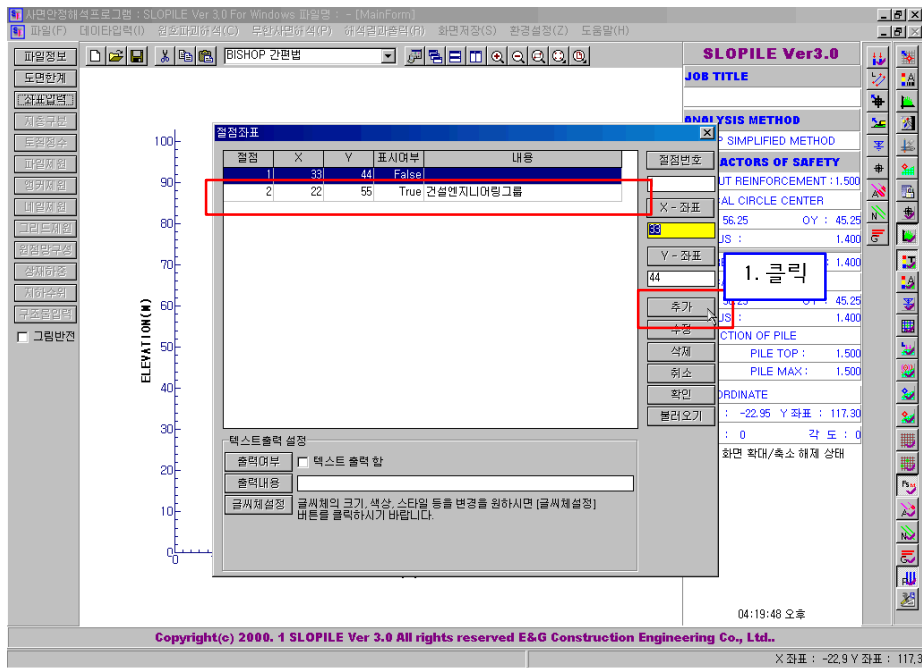 사면안정해석프로그램 : SLOPILE Ver 3,0 For Windows 파일명 : - [MainForm]
파일(F) 데이타입력(I) 원호파괴해석(C) 무한사면해석(P) 해석결과출력(R) 화면저장(S) 환경설정(Z) 도움말(H)
파일정보
도면한계
좌표입력
지층구분
토질정수
파일제원
앵커제원
네일제원
그리드제원
원점망구성
상재하중
지하수위
구조물입력
그림반전
BISHOP 간편법
ELEVATION(M)
100
90
80
70
60
50
40
30
20
10
0
0
절점좌표
절점 X Y 표시여부 내용
1 33 44 False
2 22 55 True 건설엔지니어링그룹
절점번호
X - 좌표
33
Y - 좌표
44
추가
수정
삭제
취소
확인
불러오기
1. 클릭
텍스트출력 설정
출력여부 텍스트 출력 함
출력내용
글씨체설정 글씨체의 크기, 색상, 스타일 등을 변경을 원하시면 [글씨체설정]
버튼를 클릭하시기 바랍니다.
SLOPILE Ver3.0
JOB TITLE
ANALYSIS METHOD
P SIMPLIFIED METHOD
ACTORS OF SAFETY
UT REINFORCEMENT : 1.500
AL CIRCLE CENTER
56.25 OY : 45.25
US : 1.400
1.400
45.25
US : 1.400
CTION OF PILE
PILE TOP : 1.500
PILE MAX : 1.500
ORDINATE
: -22.95 Y 좌표 : 117.30
: 0 각 도 : 0
화면 확대/축소 해제 상태
04:19:48 오후
Copyright(c) 2000. 1 SLOPILE Ver 3.0 All rights reserved E&G Construction Engineering Co., Ltd..
X 좌표 : -22,9 Y 좌표 : 117,3